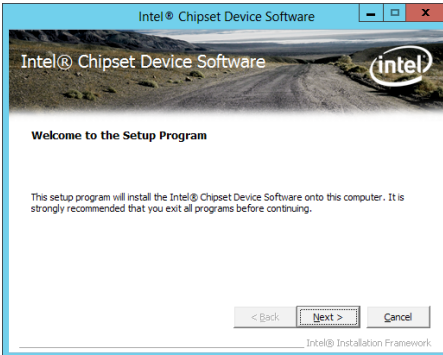 Intel® Chipset Device Software
Intel® Chipset Device Software
intel
Welcome to the Setup Program
This setup program will install the Intel® Chipset Device Software onto this computer. It is
strongly recommended that you exit all programs before continuing.
< Back Next > Cancel
Intel® Installation Framework